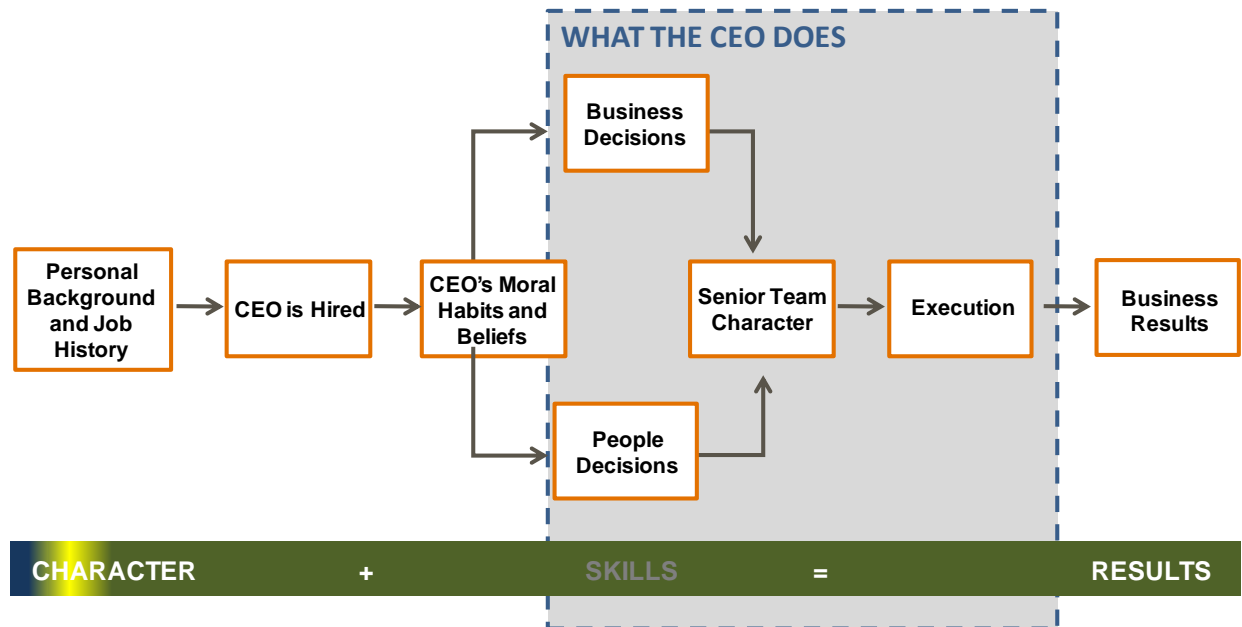 WHAT THE CEO DOES
Business
Decisions
Personal
Background
and Job
History
CEO is Hired
CEO’s Moral
Habits and
Beliefs
Senior Team
Character
Execution
Business
Results
People
Decisions
CHARACTER + SKILLS = RESULTS